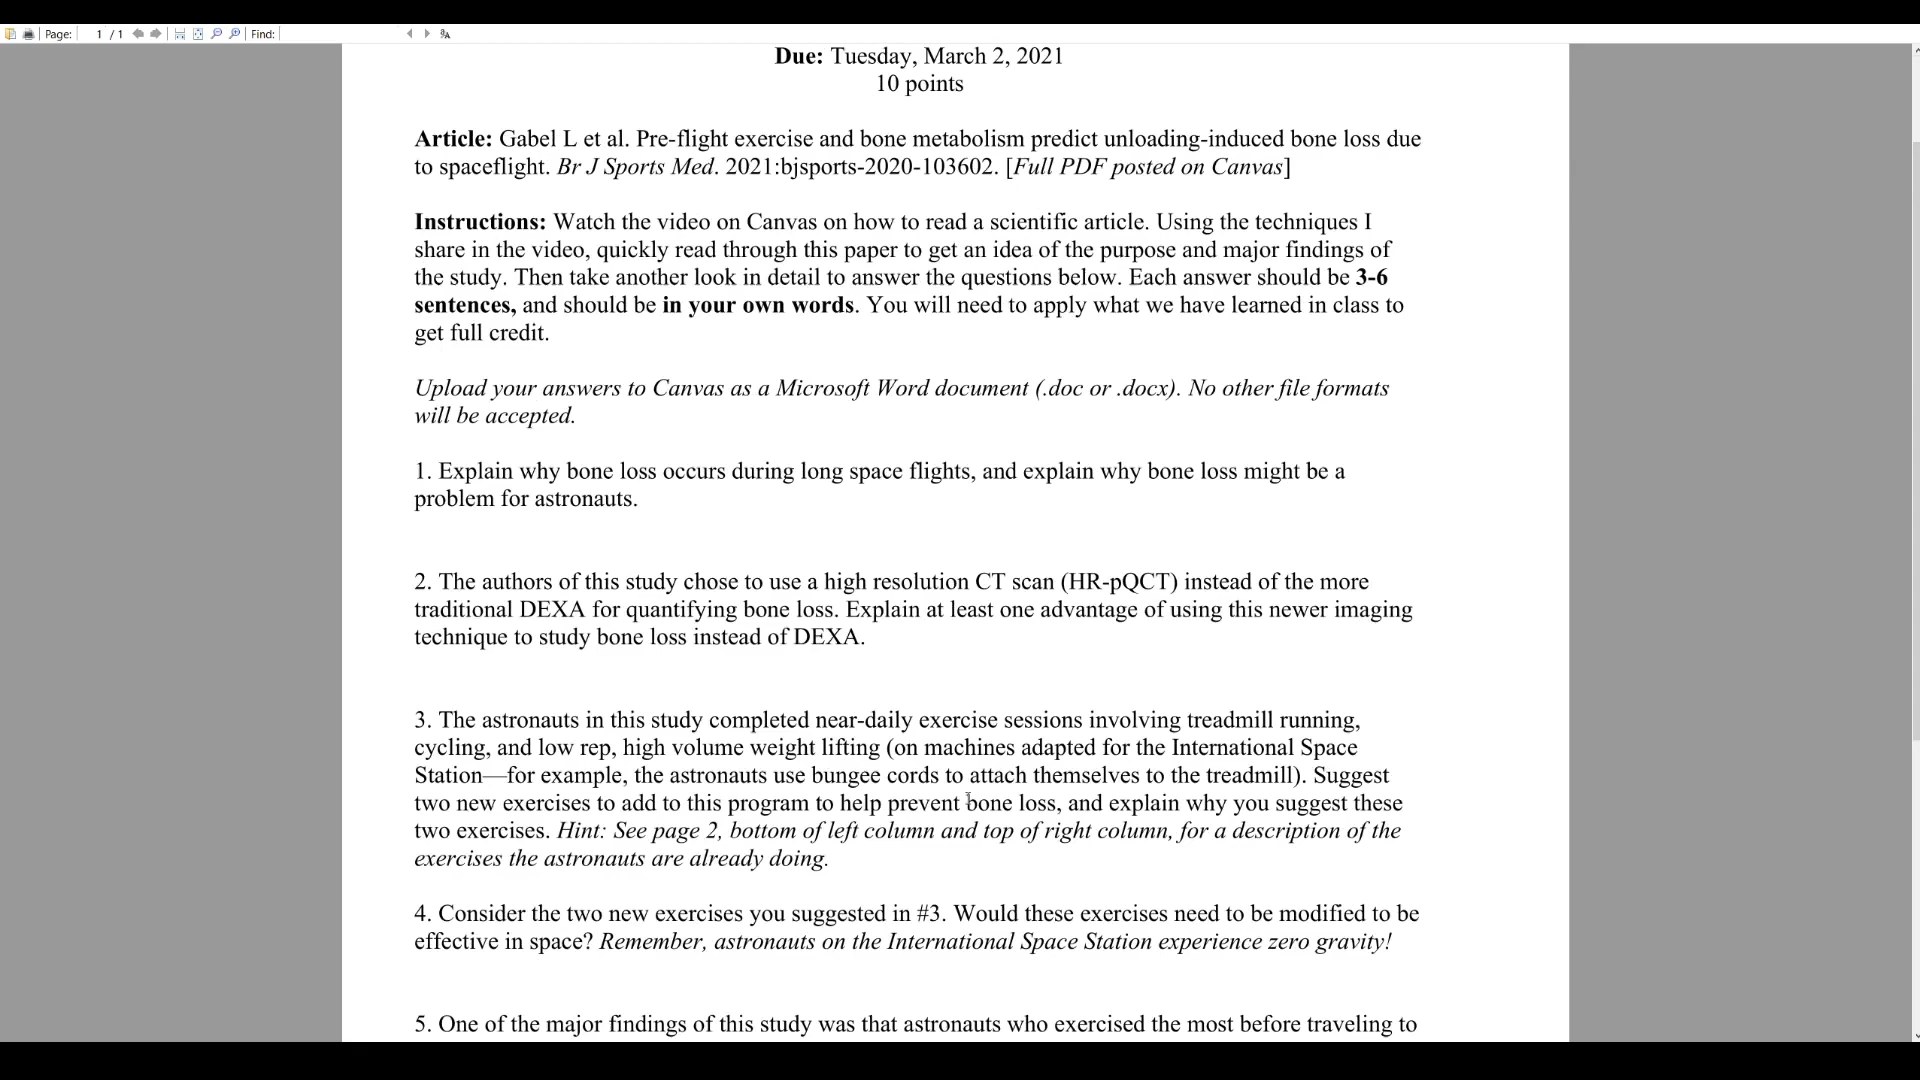 Page: 1 / 1 Find:
Due: Tuesday, March 2, 2021
10 points
Article: Gabel L et al. Pre-flight exercise and bone metabolism predict unloading-induced bone loss due
to spaceflight. Br J Sports Med. 2021:bjsports-2020-103602. [Full PDF posted on Canvas]
Instructions: Watch the video on Canvas on how to read a scientific article. Using the techniques I
share in the video, quickly read through this paper to get an idea of the purpose and major findings of
the study. Then take another look in detail to answer the questions below. Each answer should be 3-6
sentences, and should be in your own words. You will need to apply what we have learned in class to
get full credit.
Upload your answers to Canvas as a Microsoft Word document (.doc or .docx). No other file formats
will be accepted.
1. Explain why bone loss occurs during long space flights, and explain why bone loss might be a
problem for astronauts.
2. The authors of this study chose to use a high resolution CT scan (HR-pQCT) instead of the more
traditional DEXA for quantifying bone loss. Explain at least one advantage of using this newer imaging
technique to study bone loss instead of DEXA.
3. The astronauts in this study completed near-daily exercise sessions involving treadmill running,
cycling, and low rep, high volume weight lifting (on machines adapted for the International Space
Station—for example, the astronauts use bungee cords to attach themselves to the treadmill). Suggest
two new exercises to add to this program to help prevent bone loss, and explain why you suggest these
two exercises. Hint: See page 2, bottom of left column and top of right column, for a description of the
exercises the astronauts are already doing.
4. Consider the two new exercises you suggested in #3. Would these exercises need to be modified to be
effective in space? Remember, astronauts on the International Space Station experience zero gravity!
5. One of the major findings of this study was that astronauts who exercised the most before traveling to